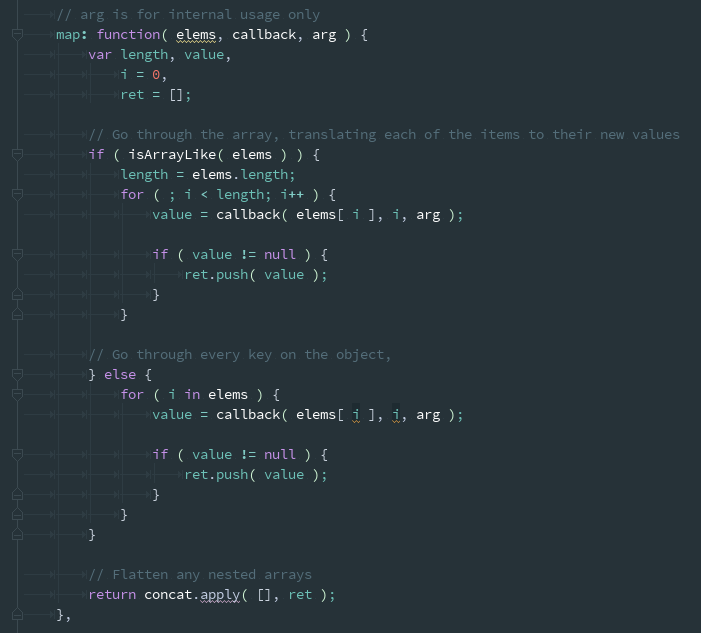 // arg is for internal usage only
map: function( elems, callback, arg ) {
var length, value,
i = 0,
ret = [];
// Go through the array, translating each of the items to their new values
if ( isArrayLike( elems ) ) {
length = elems.length;
for ( ; i < length; i++ ) {
value = callback( elems[ i ], i, arg );
if ( value != null ) {
ret.push( value );
}
}
// Go through every key on the object,
} else {
for ( i in elems ) {
value = callback( elems[ i ], i, arg );
if ( value != null ) {
ret.push( value );
}
}
}
// Flatten any nested arrays
return concat.apply( [], ret );
},